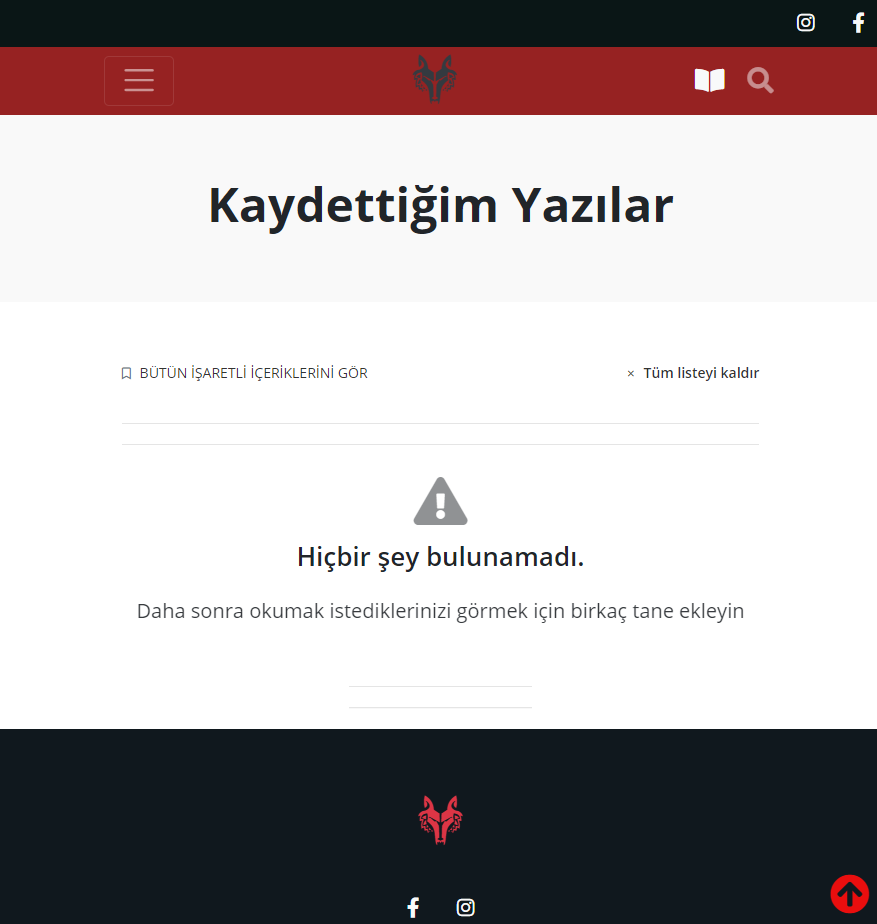 Kaydettiğim Yazılar
BÜTÜN İŞARETLİ İÇERİKLERİNİ GÖR
× Tüm listeyi kaldır
Hiçbir şey bulunamadı.
Daha sonra okumak istediklerinizi görmek için birkaç tane ekleyin